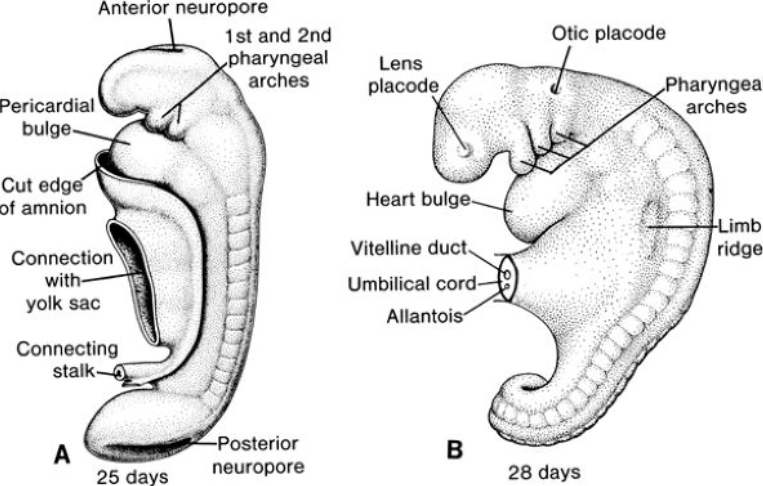 Anterior neuropore
1st and 2nd
pharyngeal
arches
Pericardial
bulge
Cut edge
of amnion
Connection
with
yolk sac
Connecting
stalk
A
25 days
Posterior
neuropore
Otic placode
Lens
placode
Pharyngeal
arches
Heart bulge
Vitelline duct
Umbilical cord
Allantois
Limb
ridge
B
28 days